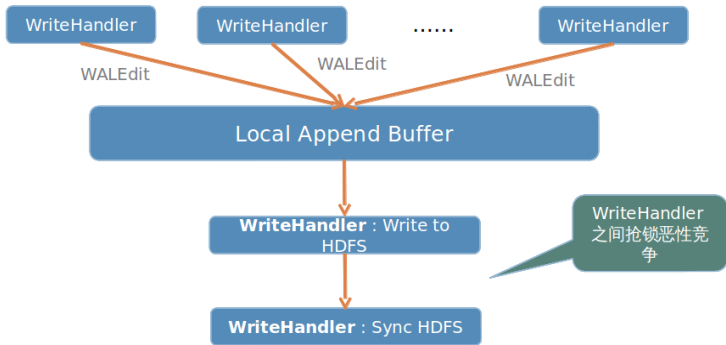 WriteHandler
WriteHandler
......
WriteHandler
WALEdit
WALEdit
WALEdit
Local Append Buffer
WriteHandler : Write to
HDFS
WriteHandler
之间抢锁恶性竞
争
WriteHandler : Sync HDFS